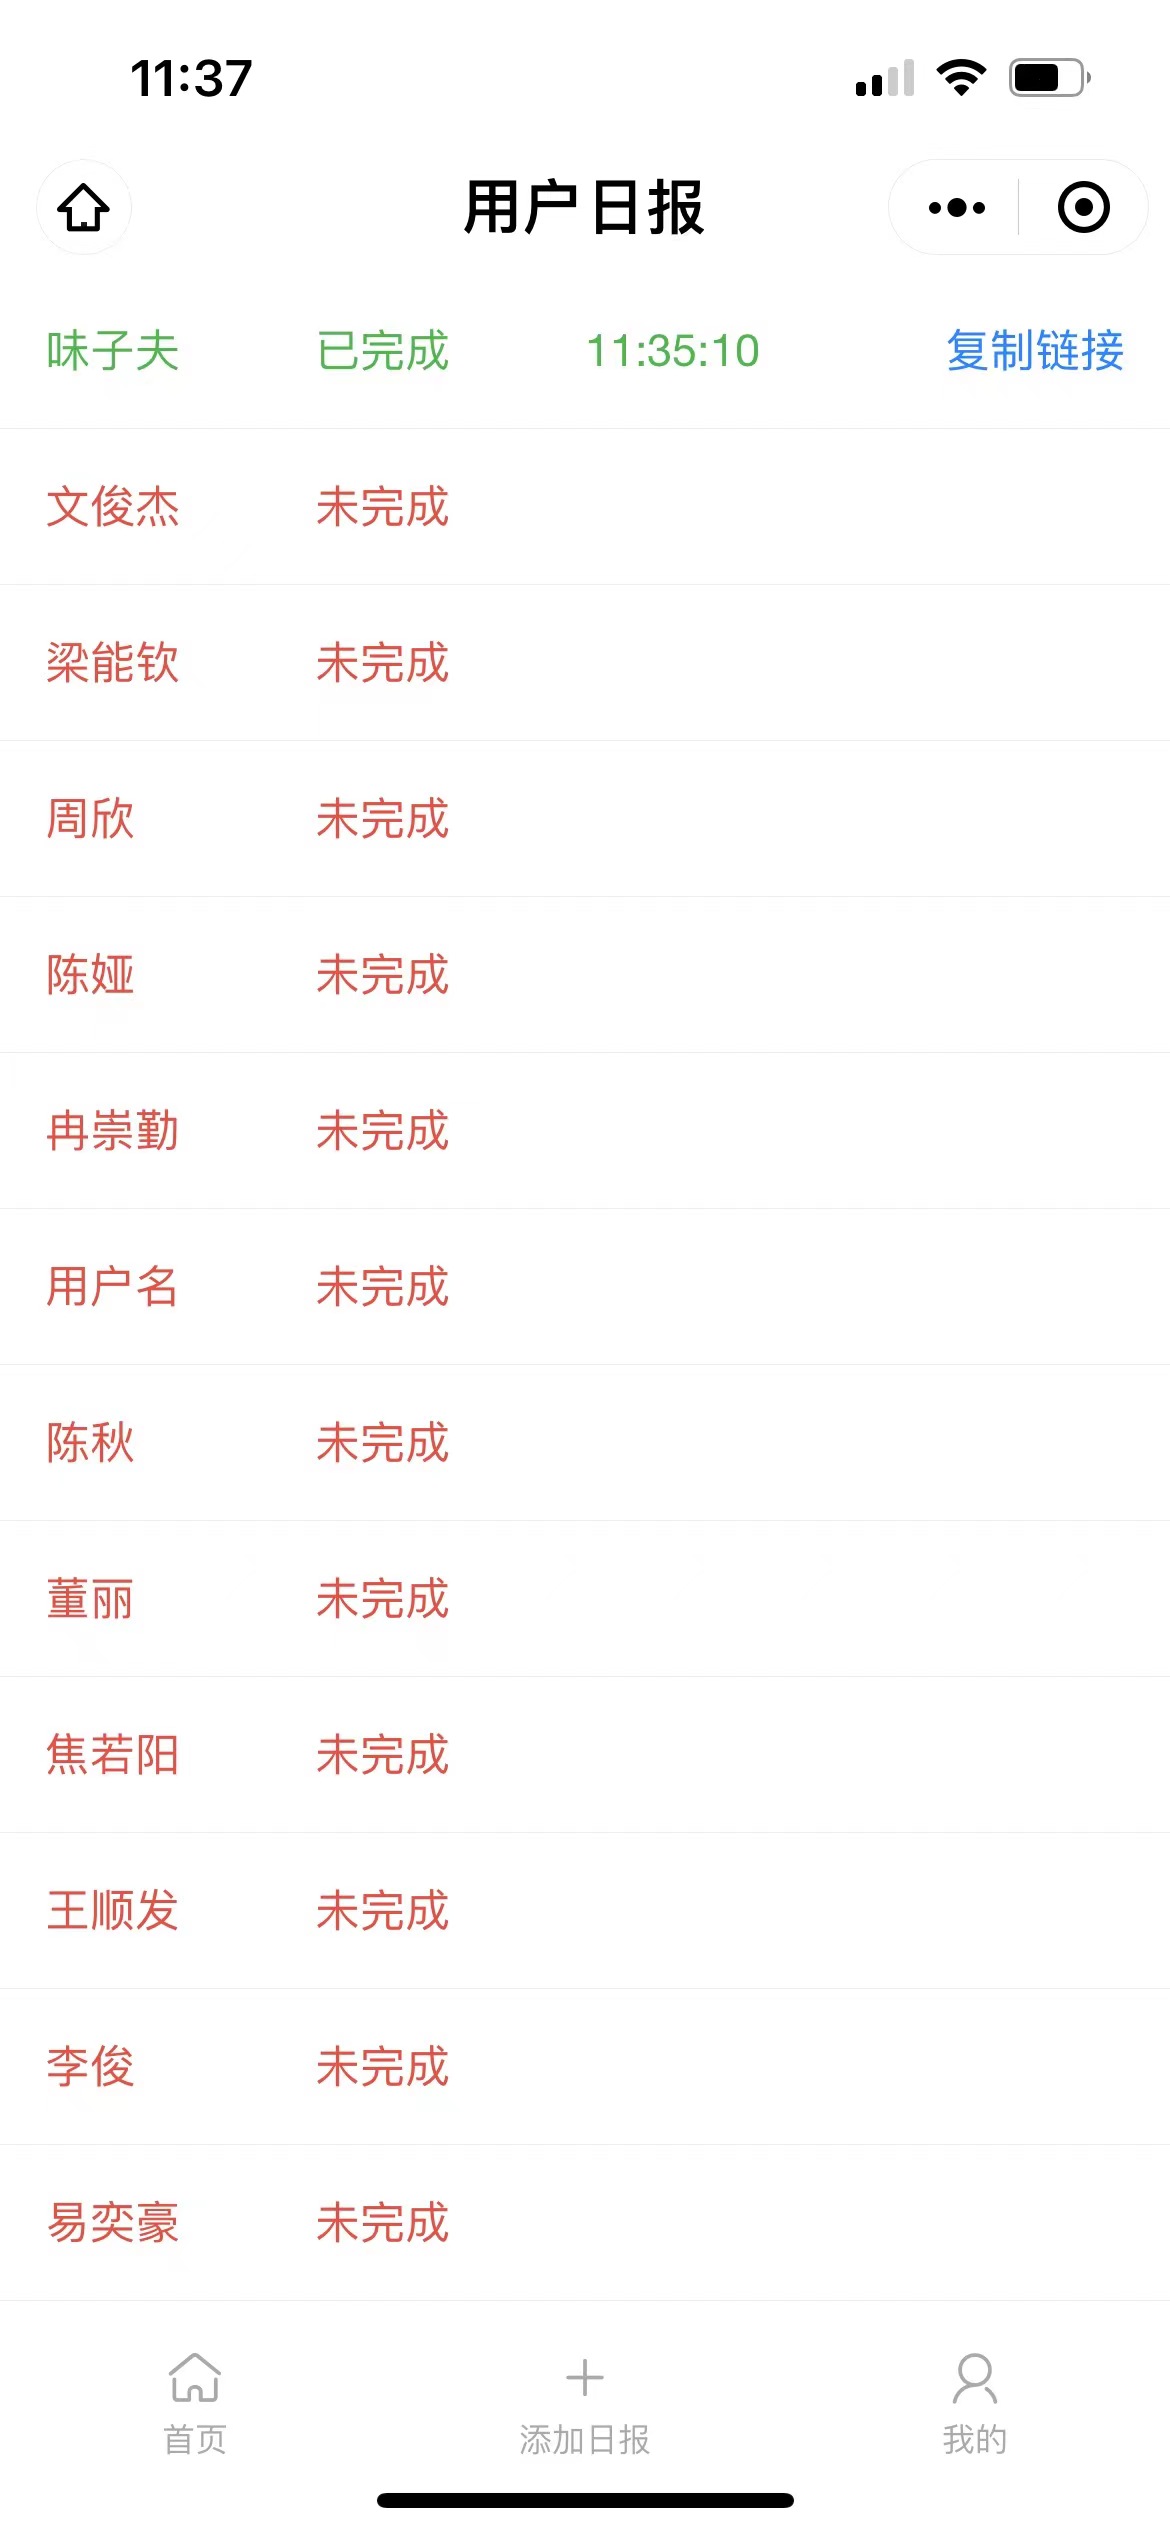 11:37
用户日报
味子夫 已完成 11:35:10 复制链接
文俊杰 未完成
梁能钦 未完成
周欣 未完成
陈娅 未完成
冉崇勤 未完成
用户名 未完成
陈秋 未完成
董丽 未完成
焦若阳 未完成
王顺发 未完成
李俊 未完成
易奕豪 未完成
首页 添加日报 我的